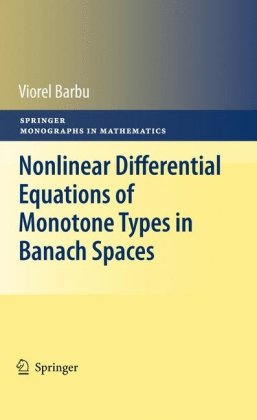 Viorel Barbu
SPRINGER
MONOGRAPHS IN MATHEMATICS
Nonlinear Differential
Equations of
Monotone Types in
Banach Spaces
Springer